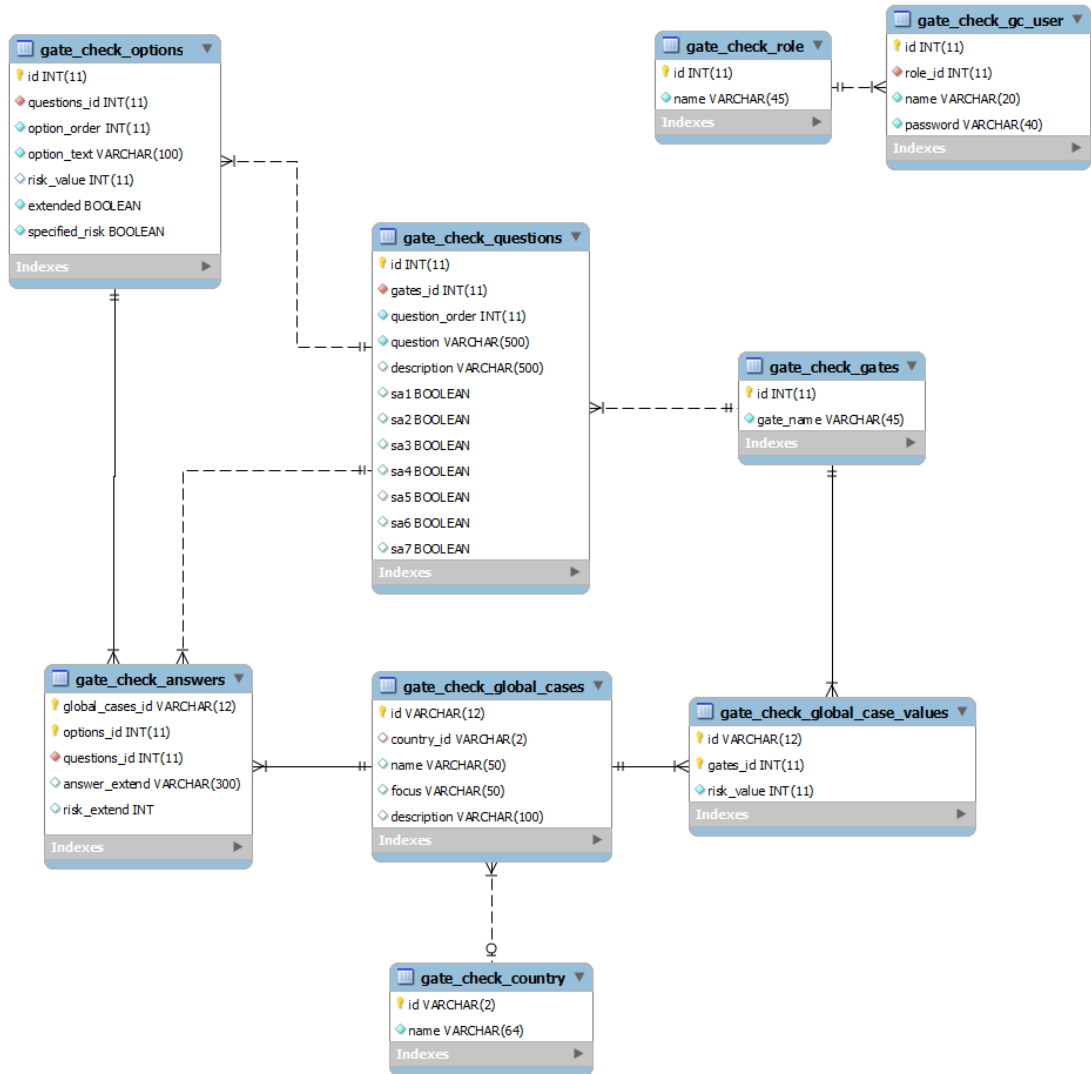 gate_check_options
id INT(11)
questions_id INT(11)
option_order INT(11)
option_text VARCHAR(100)
risk_value INT(11)
extended BOOLEAN
specified_risk BOOLEAN
Indexes
gate_check_role
id INT(11)
name VARCHAR(45)
Indexes
gate_check_gc_user
id INT(11)
role_id INT(11)
name VARCHAR(20)
password VARCHAR(40)
Indexes
gate_check_questions
id INT(11)
gates_id INT(11)
question_order INT(11)
question VARCHAR(500)
description VARCHAR(500)
sa1 BOOLEAN
sa2 BOOLEAN
sa3 BOOLEAN
sa4 BOOLEAN
sa5 BOOLEAN
sa6 BOOLEAN
sa7 BOOLEAN
Indexes
gate_check_gates
id INT(11)
gate_name VARCHAR(45)
Indexes
gate_check_answers
global_cases_id VARCHAR(12)
options_id INT(11)
questions_id INT(11)
answer_extend VARCHAR(300)
risk_extend INT
Indexes
gate_check_global_cases
id VARCHAR(12)
country_id VARCHAR(2)
name VARCHAR(50)
focus VARCHAR(50)
description VARCHAR(100)
Indexes
gate_check_global_case_values
id VARCHAR(12)
gates_id INT(11)
risk_value INT(11)
Indexes
gate_check_country
id VARCHAR(2)
name VARCHAR(64)
Indexes